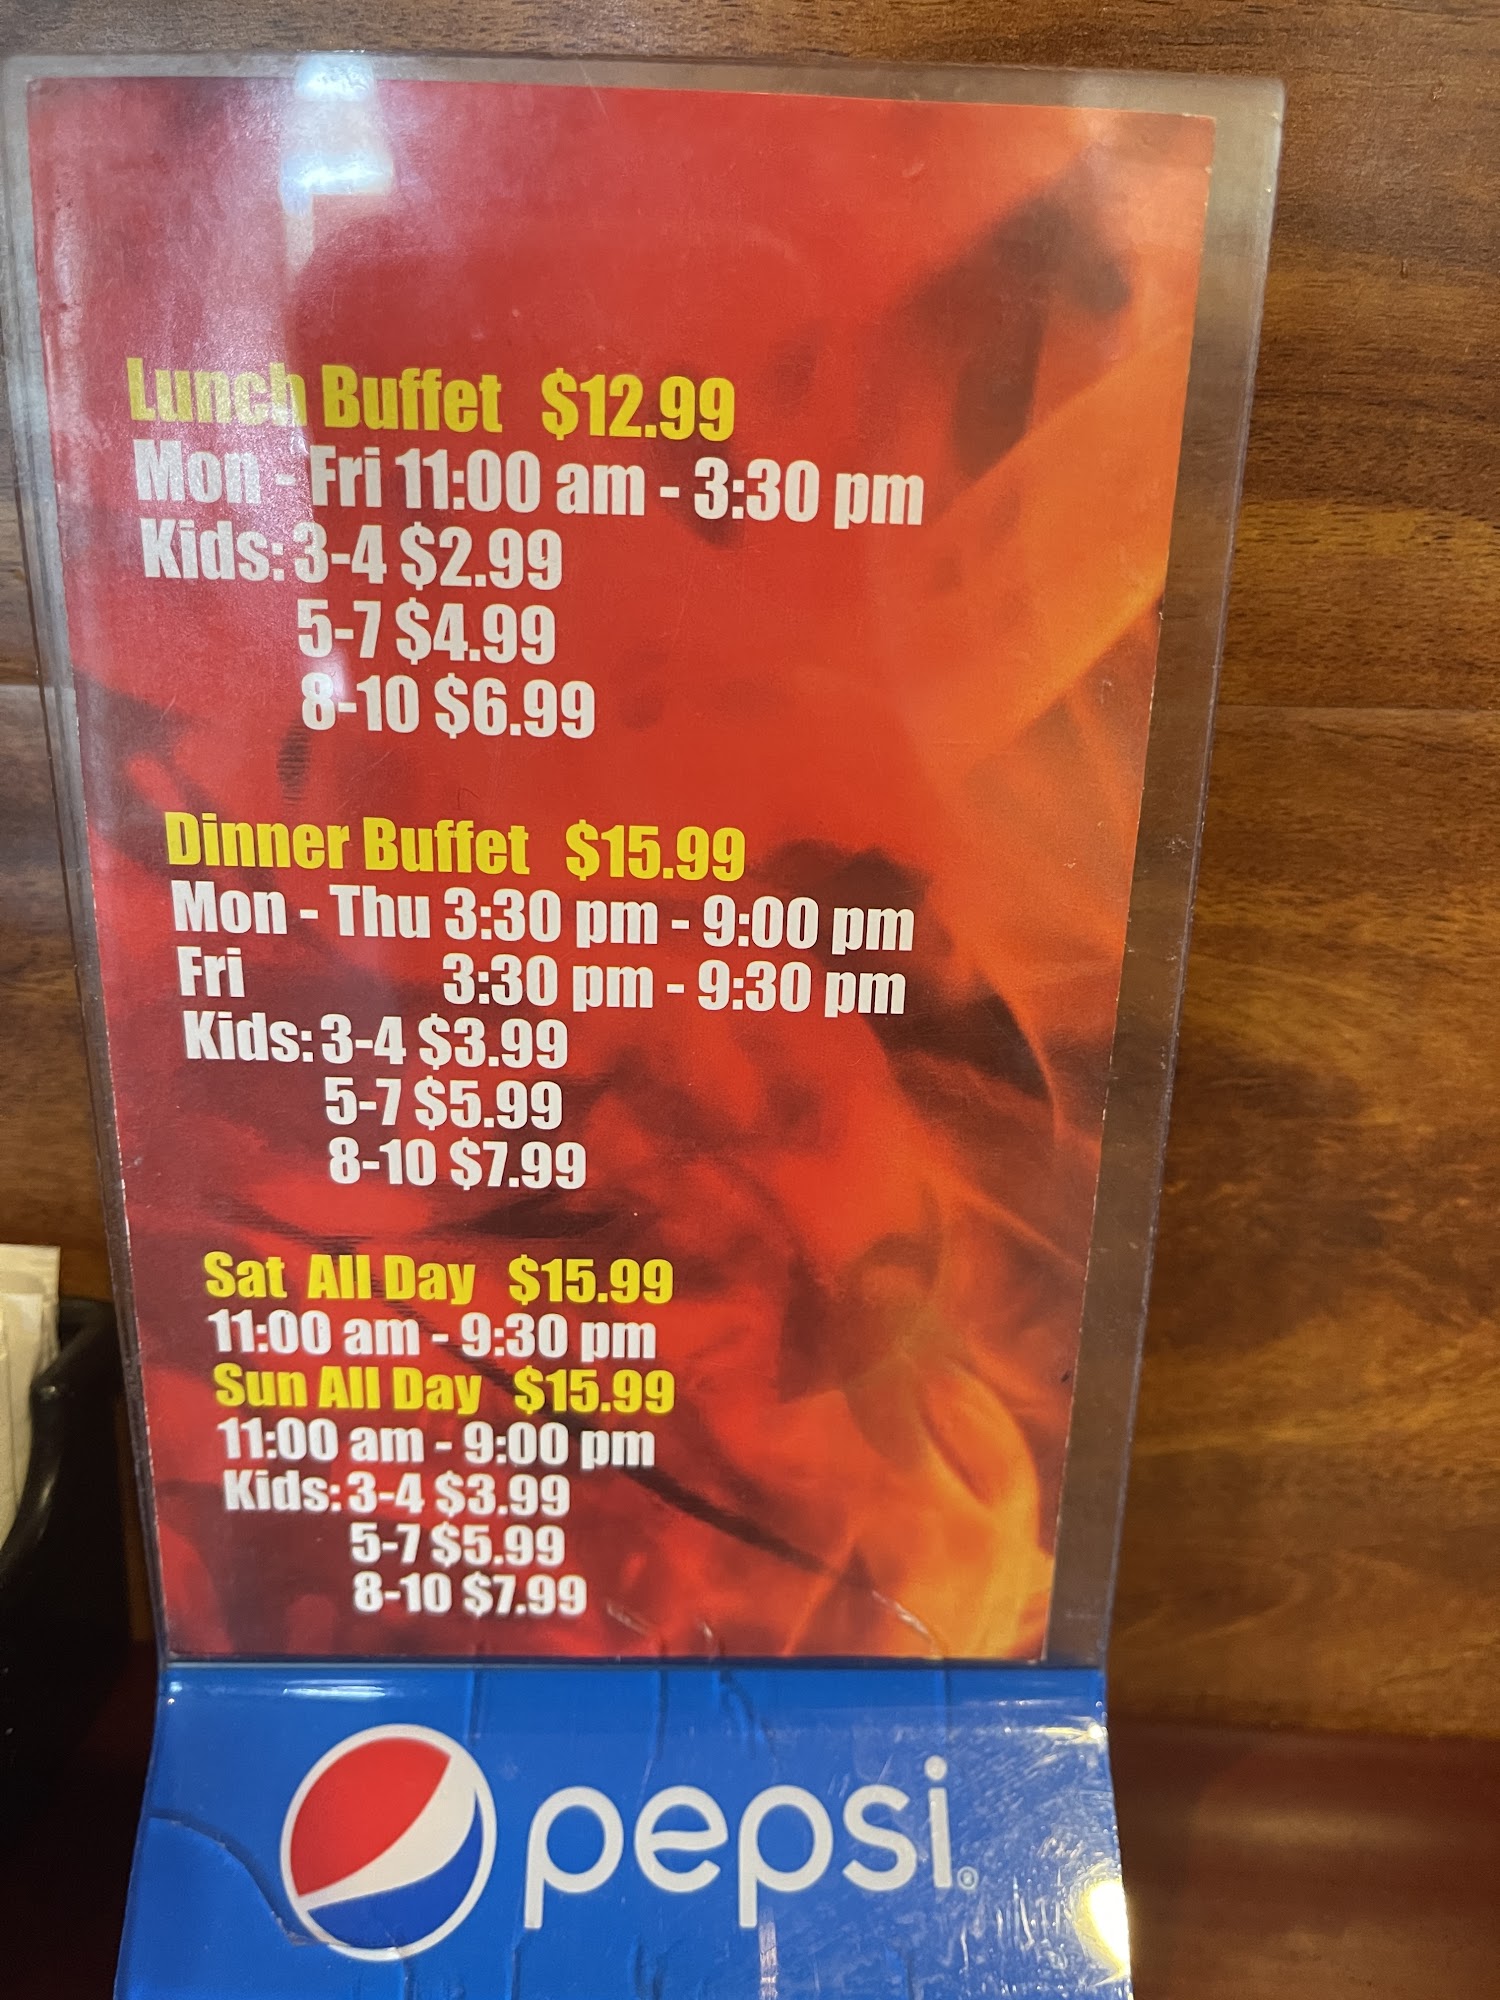 Lunch Buffet $12.99
Mon - Fri 11:00 am - 3:30 pm
Kids: 3-4 $2.99
5-7 $4.99
8-10 $6.99
Dinner Buffet $15.99
Mon - Thu 3:30 pm - 9:00 pm
Fri 3:30 pm - 9:30 pm
Kids: 3-4 $3.99
5-7 $5.99
8-10 $7.99
Sat All Day $15.99
11:00 am - 9:30 pm
Sun All Day $15.99
11:00 am - 9:00 pm
Kids: 3-4 $3.99
5-7 $5.99
8-10 $7.99
pepsi®